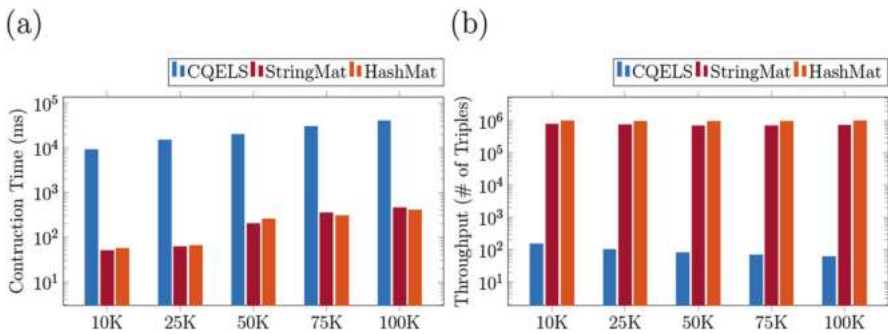 (a)
CQELS StringMat HashMat
Contruction Time (ms)
10^5
10^4
10^3
10^2
10^1
10K 25K 50K 75K 100K
(b)
CQELS StringMat HashMat
Throughput (# of Triples)
10^6
10^5
10^4
10^3
10^2
10^1
10K 25K 50K 75K 100K